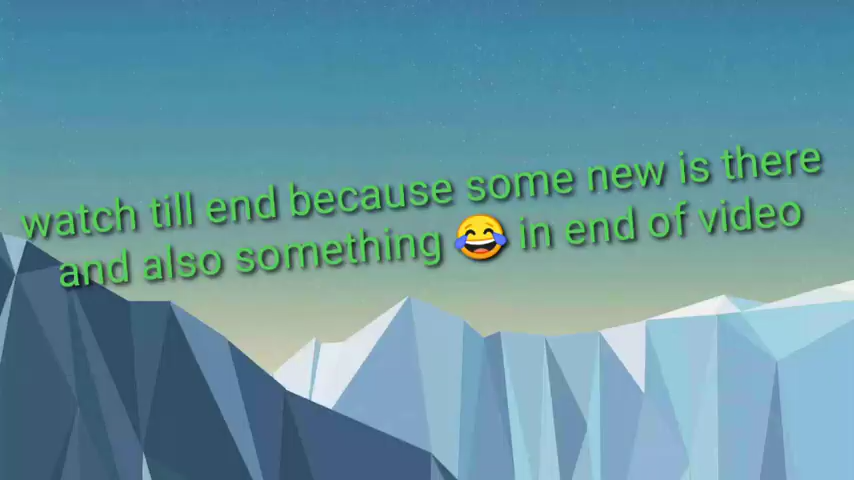 watch till end because some new is there
and also something 😂 in end of video